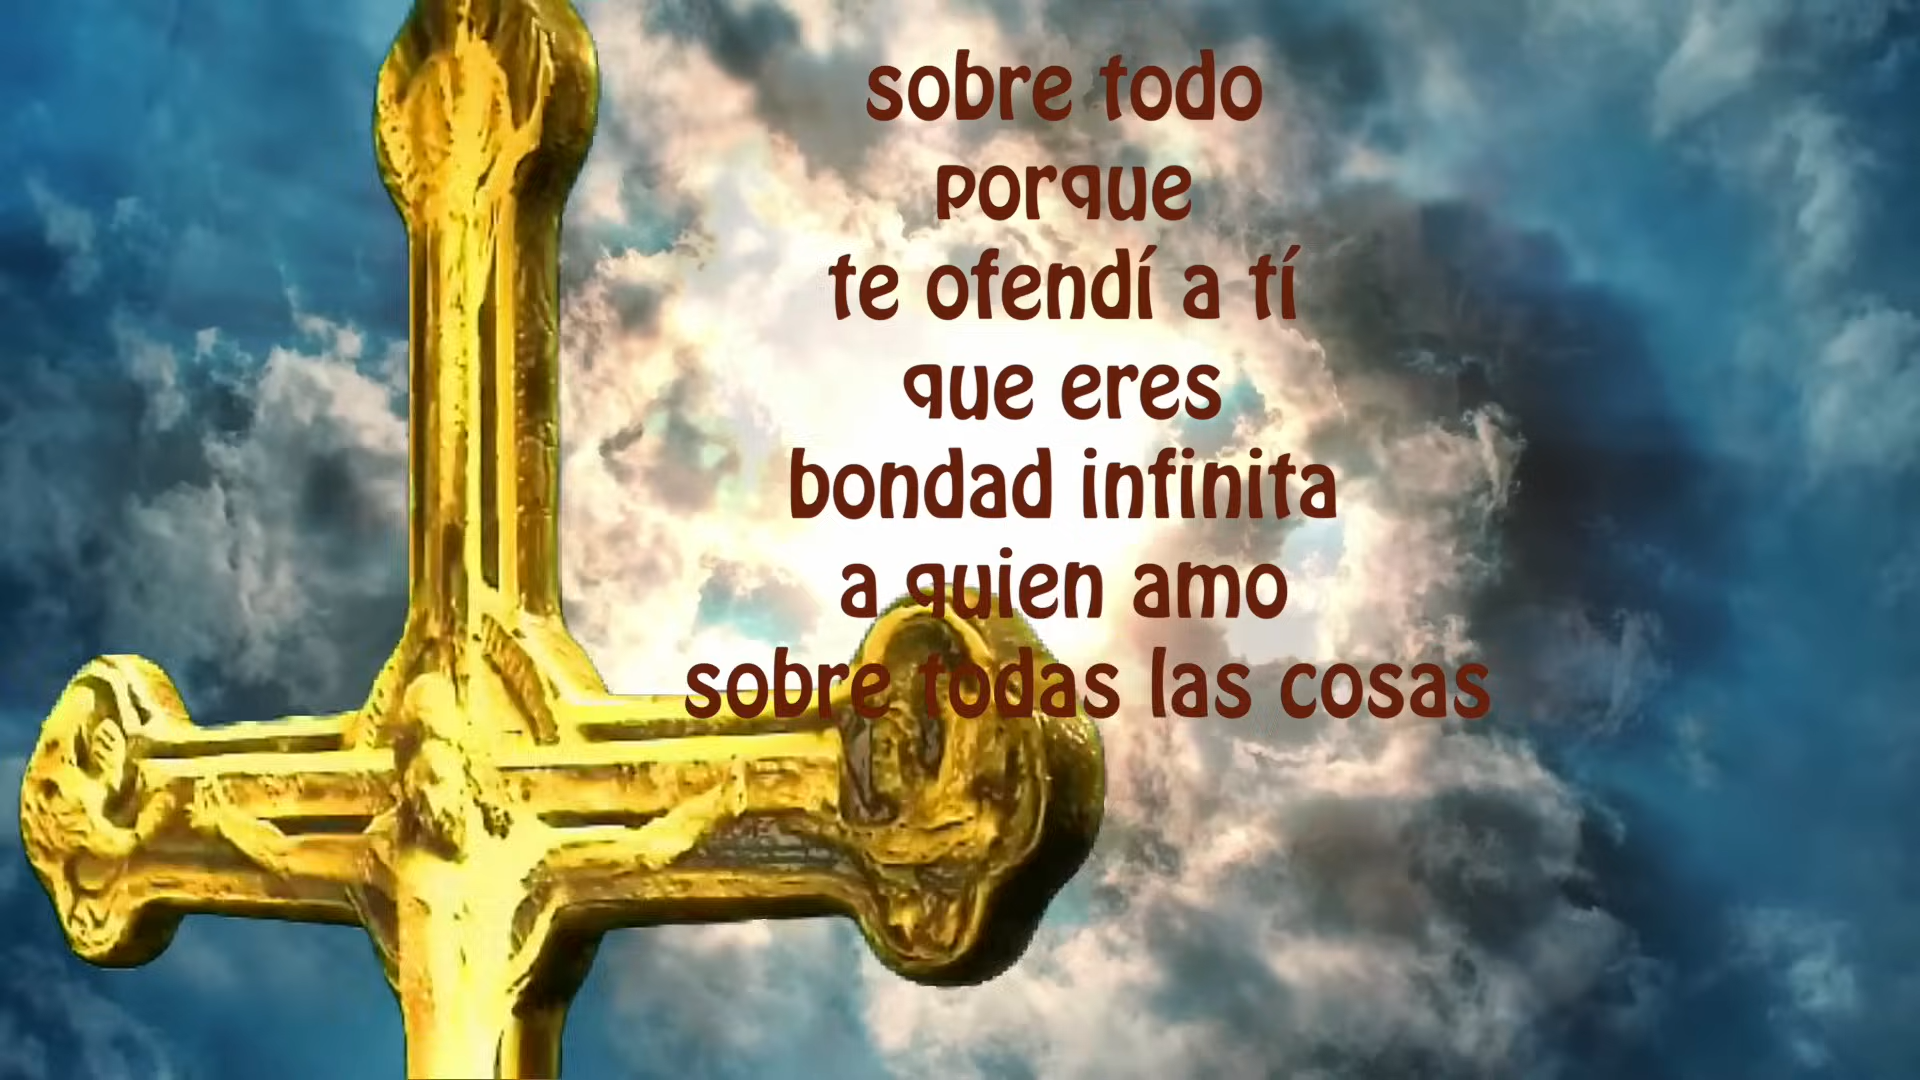 sobre todo
porque
te ofendí a tí
que eres
bondad infinita
a quien amo
sobre todas las cosas